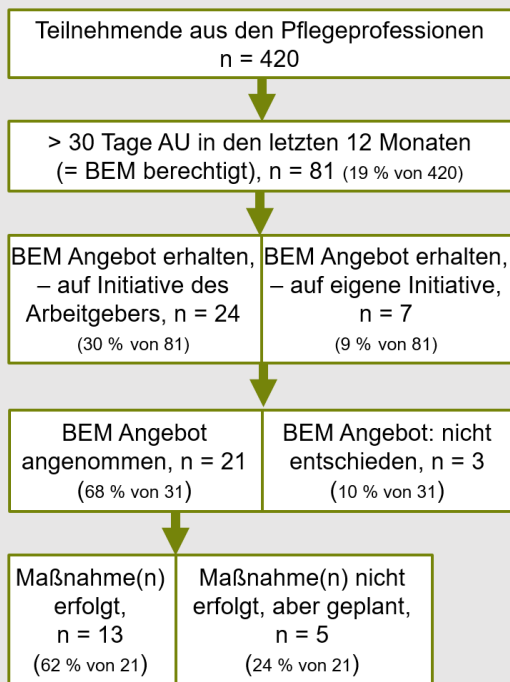 Teilnehmende aus den Pflegeprofessionen
n = 420
> 30 Tage AU in den letzten 12 Monaten
(= BEM berechtigt), n = 81 (19 % von 420)
BEM Angebot erhalten,
– auf Initiative des
Arbeitgebers, n = 24
(30 % von 81)
BEM Angebot erhalten,
– auf eigene Initiative,
n = 7
(9 % von 81)
BEM Angebot
angenommen, n = 21
(68 % von 31)
BEM Angebot: nicht
entschieden, n = 3
(10 % von 31)
Maßnahme(n)
erfolgt,
n = 13
(62 % von 21)
Maßnahme(n) nicht
erfolgt, aber geplant,
n = 5
(24 % von 21)